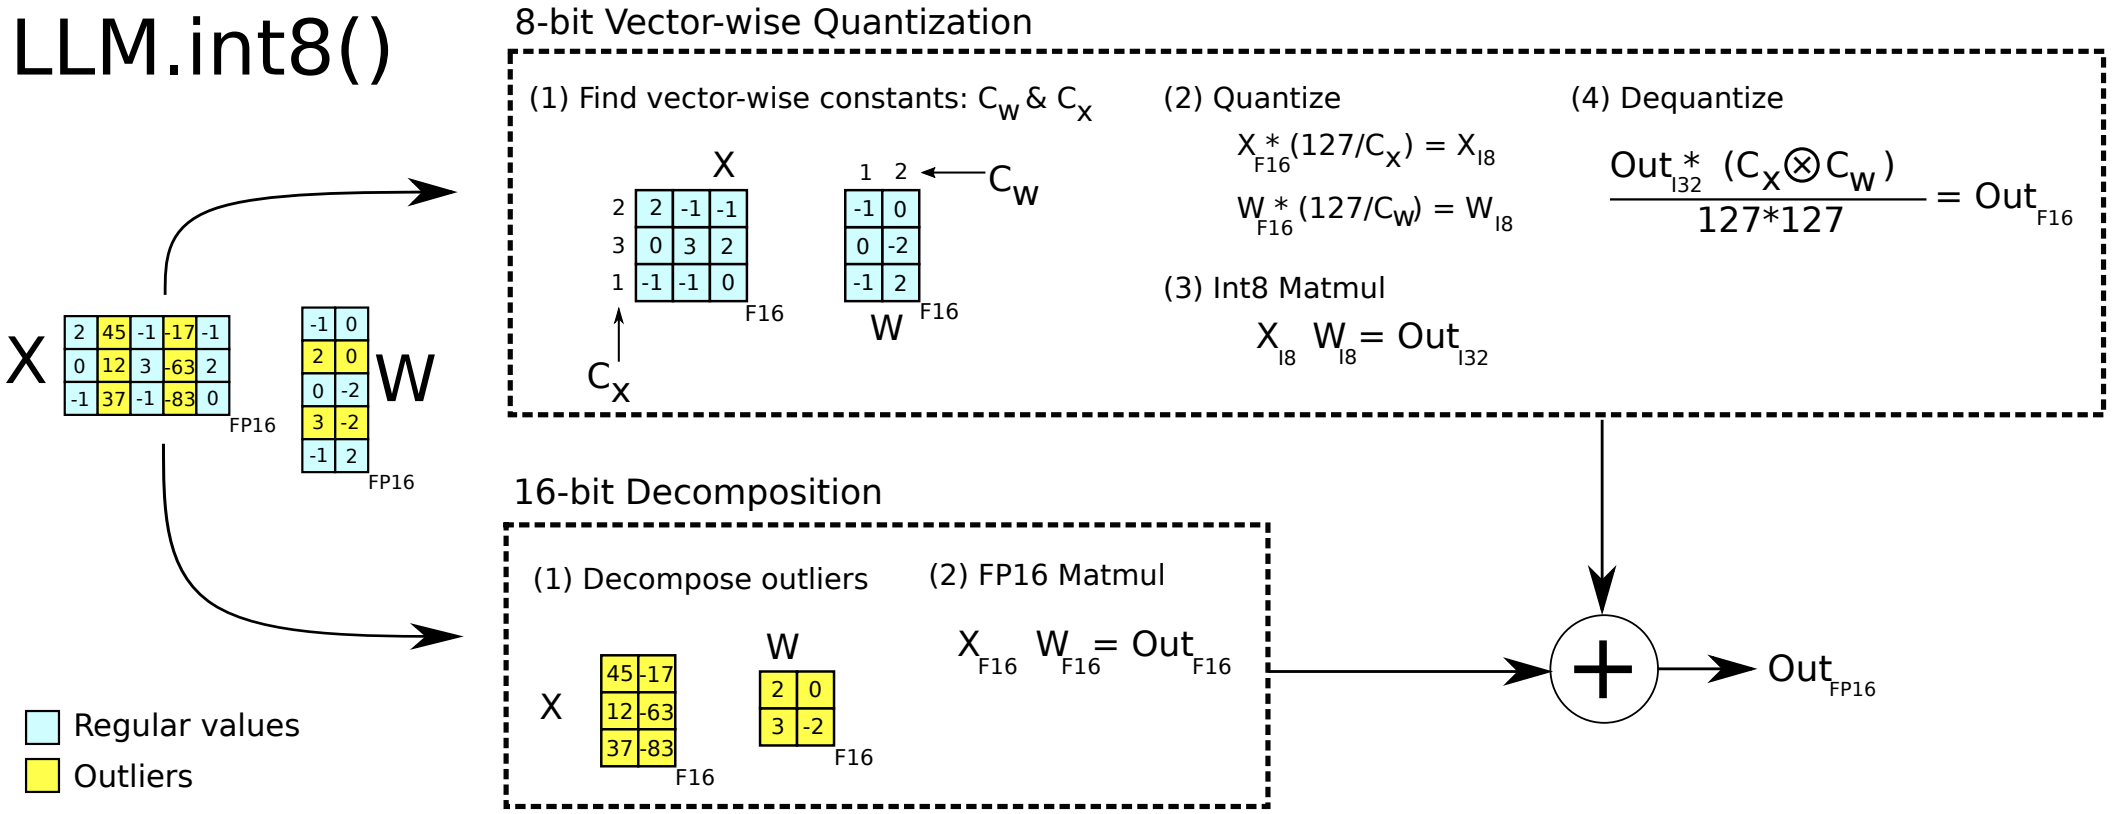 LLM.int8()
8-bit Vector-wise Quantization
(1) Find vector-wise constants: Cw & Cx
X
2 2 -1 -1
3 0 3 2
1 -1 -1 0
F16
Cx
1 2
Cw
-1 0
0 -2
-1 2
F16
W
(2) Quantize
XF16 * (127/Cx) = XI8
WF16 * (127/Cw) = WI8
(3) Int8 Matmul
XI8 WI8 = OutI32
(4) Dequantize
OutI32 * (Cx⊗Cw)
127*127
= OutF16
X
2 45 -1 -17 -1
0 12 3 -63 2
-1 37 -1 -83 0
FP16
-1 0
2 0
0 -2
3 -2
-1 2
W
FP16
16-bit Decomposition
(1) Decompose outliers
X
45 -17
12 -63
37 -83
F16
W
2 0
3 -2
F16
(2) FP16 Matmul
XF16 WF16 = OutF16
+
OutFP16
Regular values
Outliers